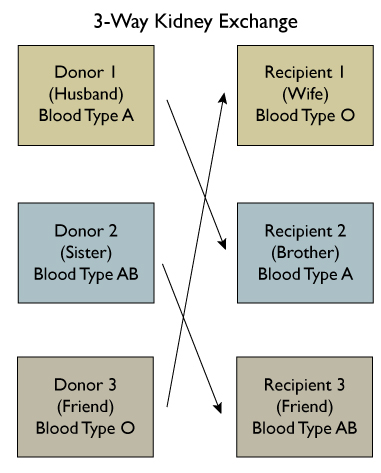 3-Way Kidney Exchange
Donor 1
(Husband)
Blood Type A
Recipient 1
(Wife)
Blood Type O
Donor 2
(Sister)
Blood Type AB
Recipient 2
(Brother)
Blood Type A
Donor 3
(Friend)
Blood Type O
Recipient 3
(Friend)
Blood Type AB